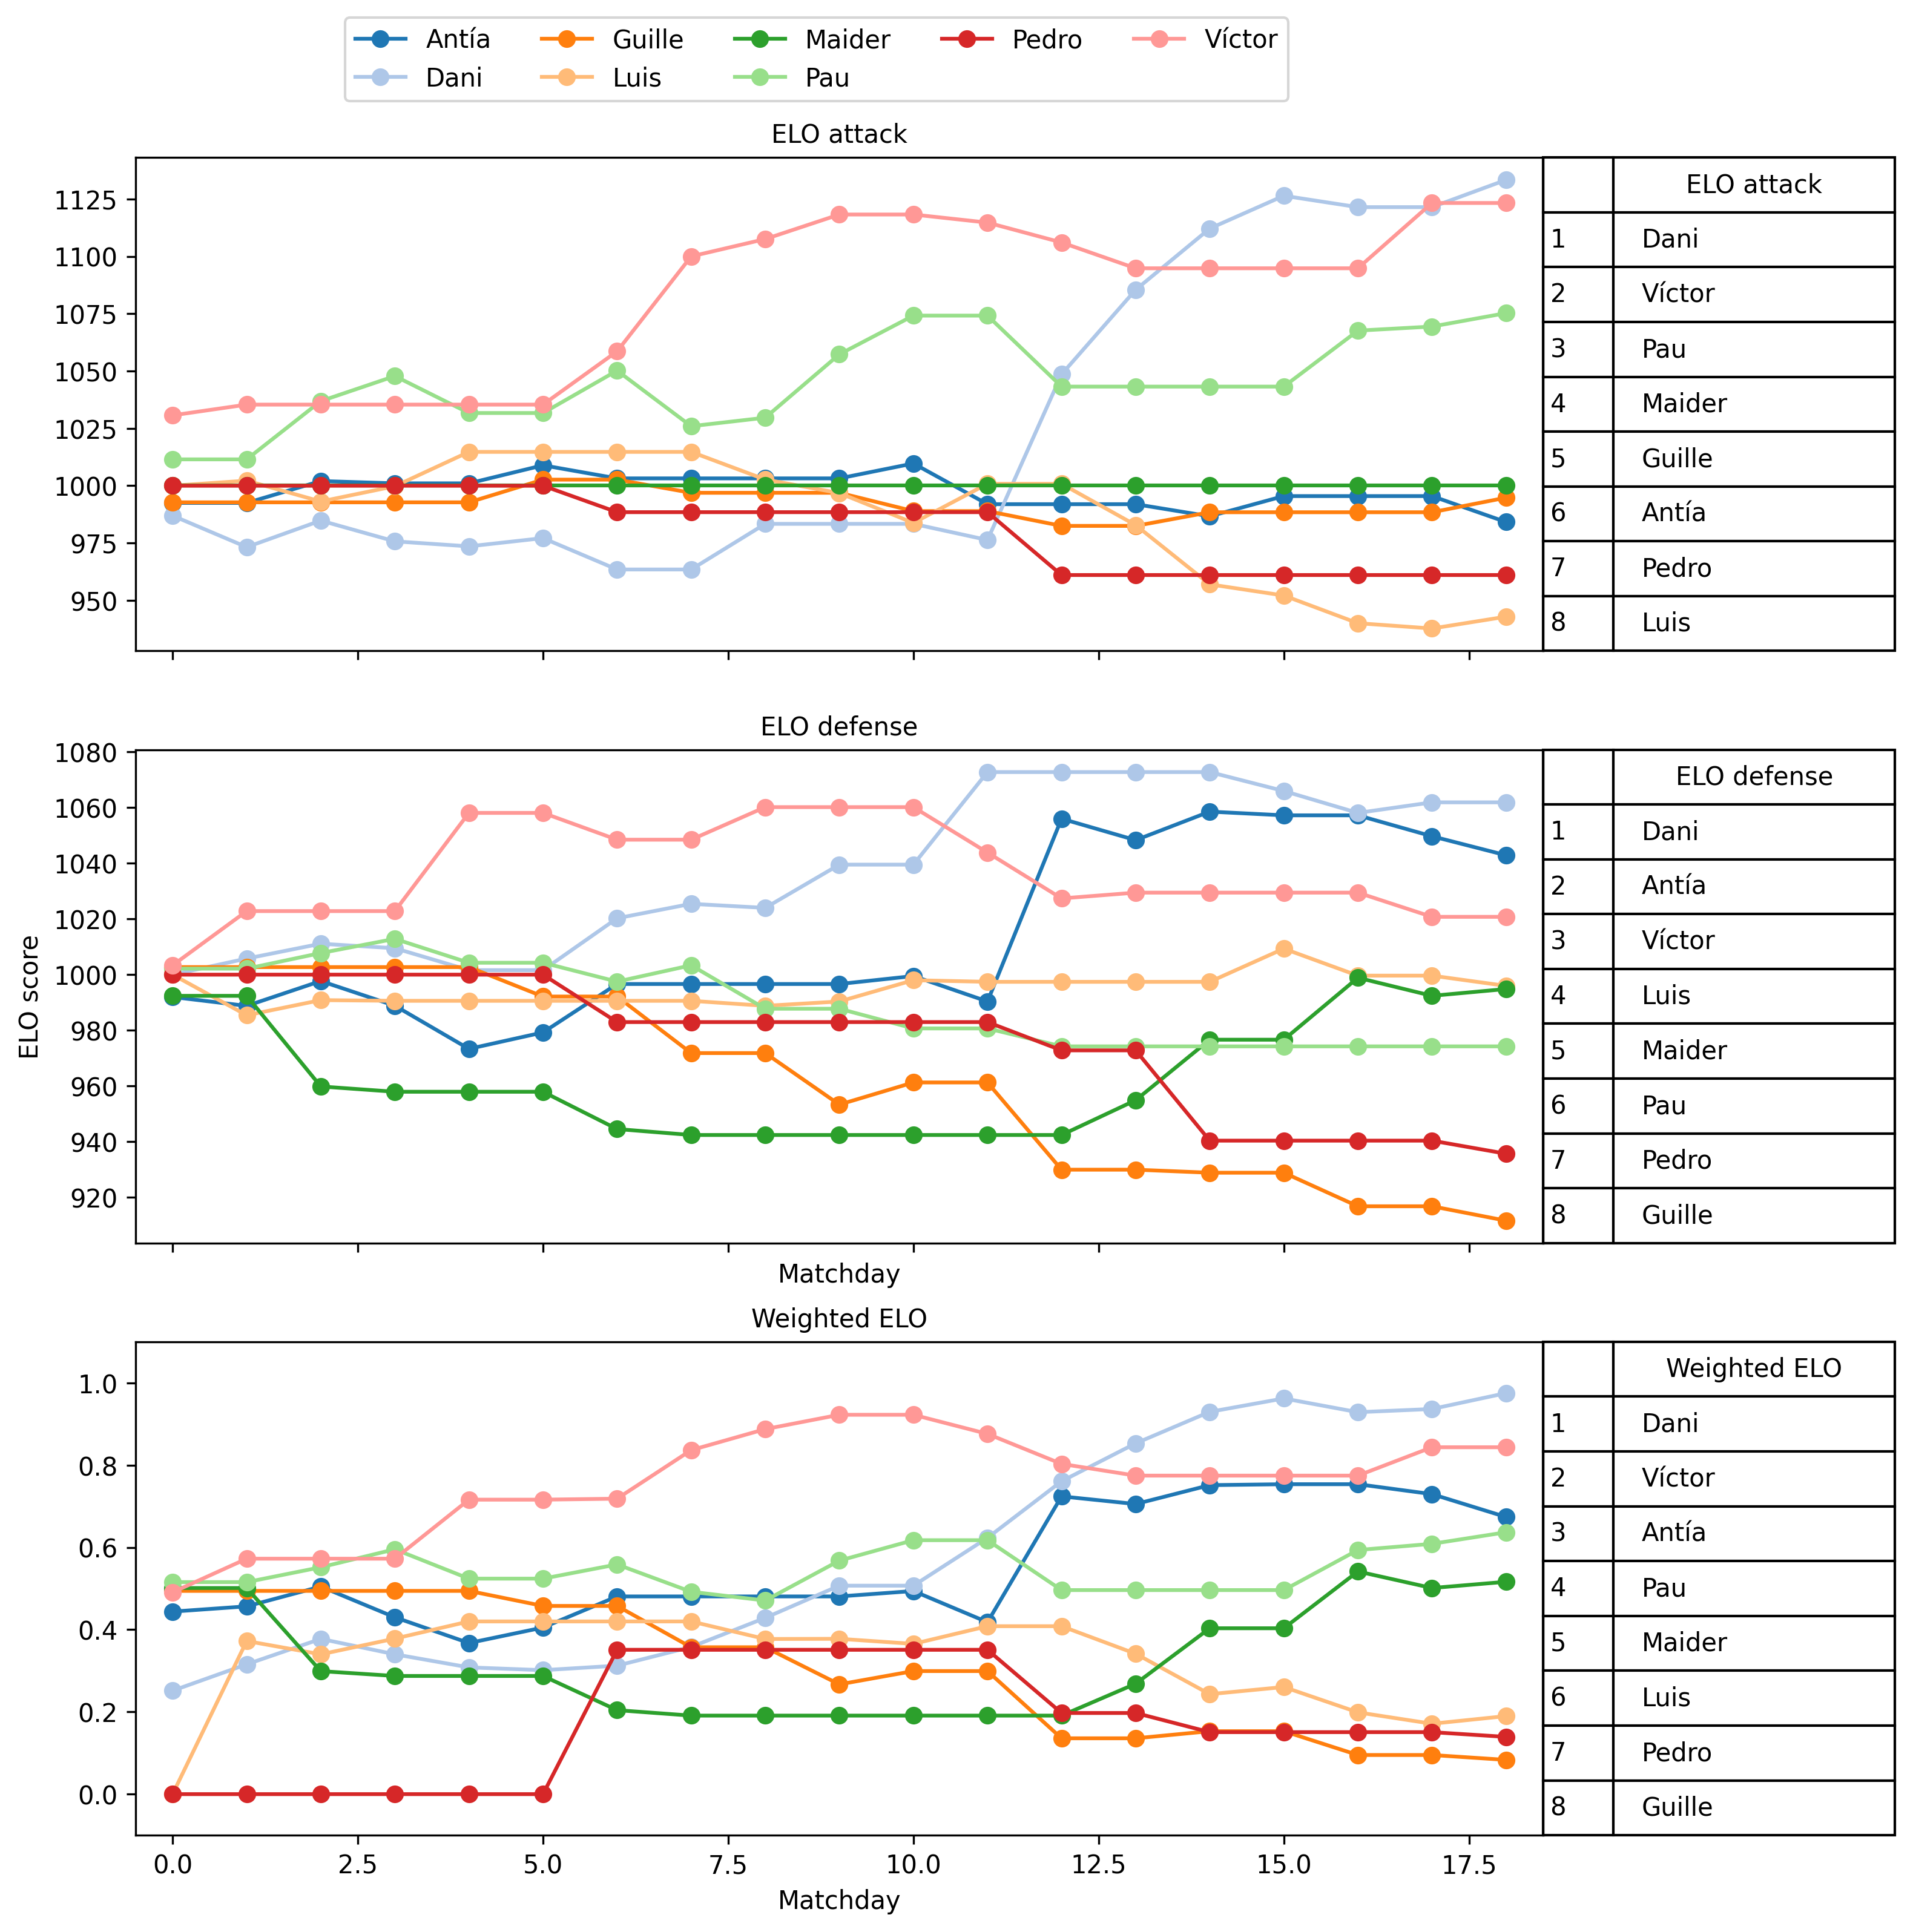 Antía Guille Maider Pedro Víctor
Dani Luis Pau
ELO attack
1125
1100
1075
1050
1025
1000
975
950
ELO attack
1 Dani
2 Víctor
3 Pau
4 Maider
5 Guille
6 Antía
7 Pedro
8 Luis
ELO defense
ELO score
1080
1060
1040
1020
1000
980
960
940
920
Matchday
ELO defense
1 Dani
2 Antía
3 Víctor
4 Luis
5 Maider
6 Pau
7 Pedro
8 Guille
Weighted ELO
1.0
0.8
0.6
0.4
0.2
0.0
0.0 2.5 5.0 7.5 10.0 12.5 15.0 17.5
Matchday
Weighted ELO
1 Dani
2 Víctor
3 Antía
4 Pau
5 Maider
6 Luis
7 Pedro
8 Guille